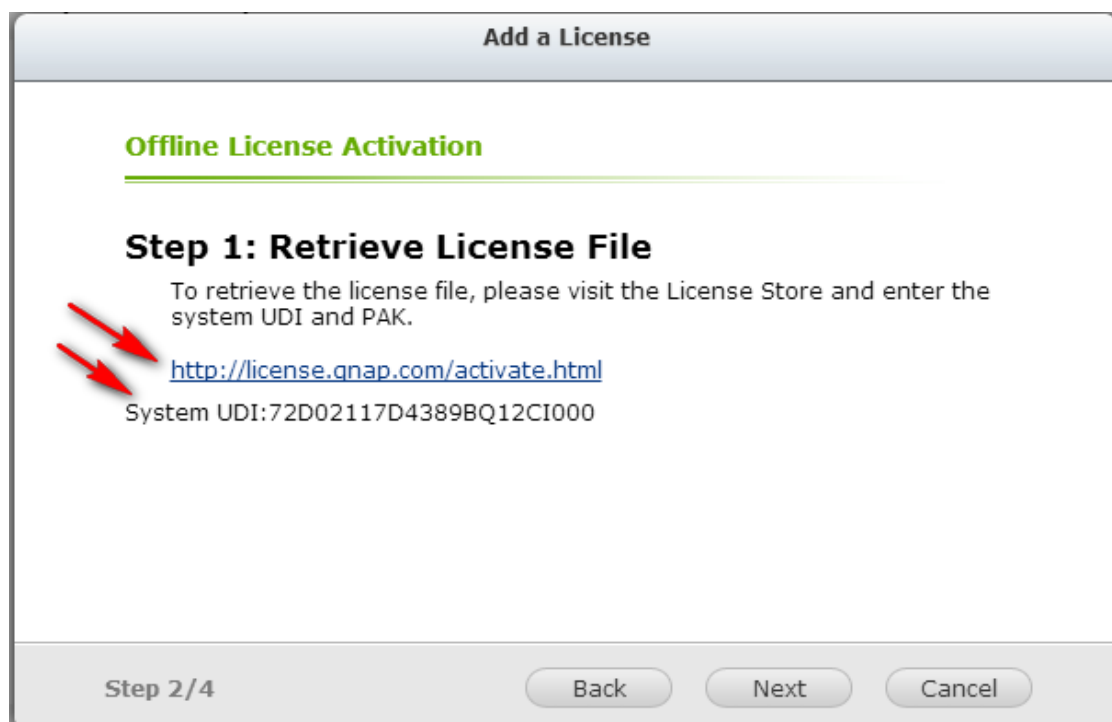 Add a License
Offline License Activation
Step 1: Retrieve License File
To retrieve the license file, please visit the License Store and enter the
system UDI and PAK.
http://license.qnap.com/activate.html
System UDI:72D02117D4389BQ12CI000
Step 2/4
Back
Next
Cancel